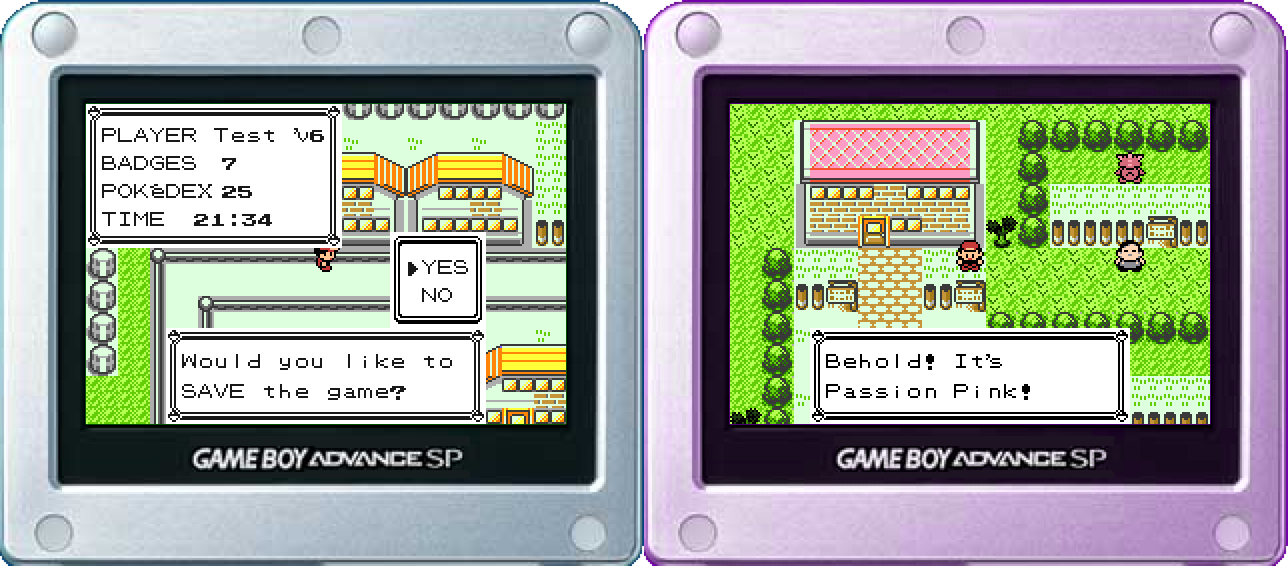 PLAYER Test V6
BADGES 7
POKéDEX 25
TIME 21:34
YES
NO
Would you like to
SAVE the game?
GAME BOY ADVANCE SP
Behold! It's
Passion Pink!
GAME BOY ADVANCE SP